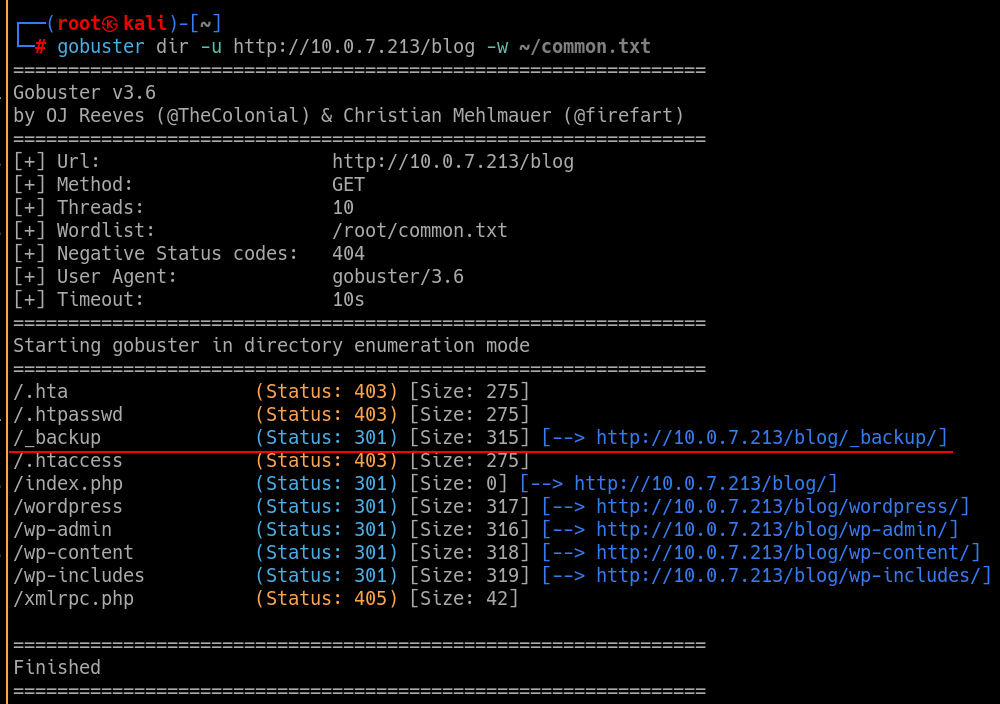 ┌──(root㉿kali)-[~]
└─# gobuster dir -u http://10.0.7.213/blog -w ~/common.txt
===============================================================
Gobuster v3.6
by OJ Reeves (@TheColonial) & Christian Mehlmauer (@firefart)
===============================================================
[+] Url:                     http://10.0.7.213/blog
[+] Method:                  GET
[+] Threads:                 10
[+] Wordlist:                /root/common.txt
[+] Negative Status codes:   404
[+] User Agent:              gobuster/3.6
[+] Timeout:                 10s
===============================================================
Starting gobuster in directory enumeration mode
===============================================================
/.hta                 (Status: 403) [Size: 275]
/.htpasswd            (Status: 403) [Size: 275]
/_backup              (Status: 301) [Size: 315] [--> http://10.0.7.213/blog/_backup/]
/.htaccess            (Status: 403) [Size: 275]
/index.php            (Status: 301) [Size: 0] [--> http://10.0.7.213/blog/]
/wordpress            (Status: 301) [Size: 317] [--> http://10.0.7.213/blog/wordpress/]
/wp-admin             (Status: 301) [Size: 316] [--> http://10.0.7.213/blog/wp-admin/]
/wp-content           (Status: 301) [Size: 318] [--> http://10.0.7.213/blog/wp-content/]
/wp-includes          (Status: 301) [Size: 319] [--> http://10.0.7.213/blog/wp-includes/]
/xmlrpc.php           (Status: 405) [Size: 42]
===============================================================
Finished
===============================================================